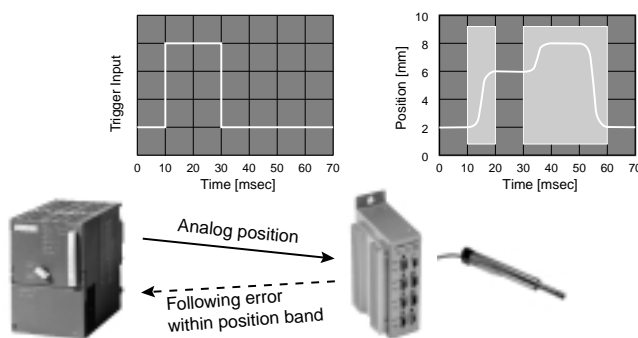 Trigger Input
0 10 20 30 40 50 60 70
Time [msec]
Position [mm]
10
8
6
4
2
0
0 10 20 30 40 50 60 70
Time [msec]
Analog position
Following error
within position band